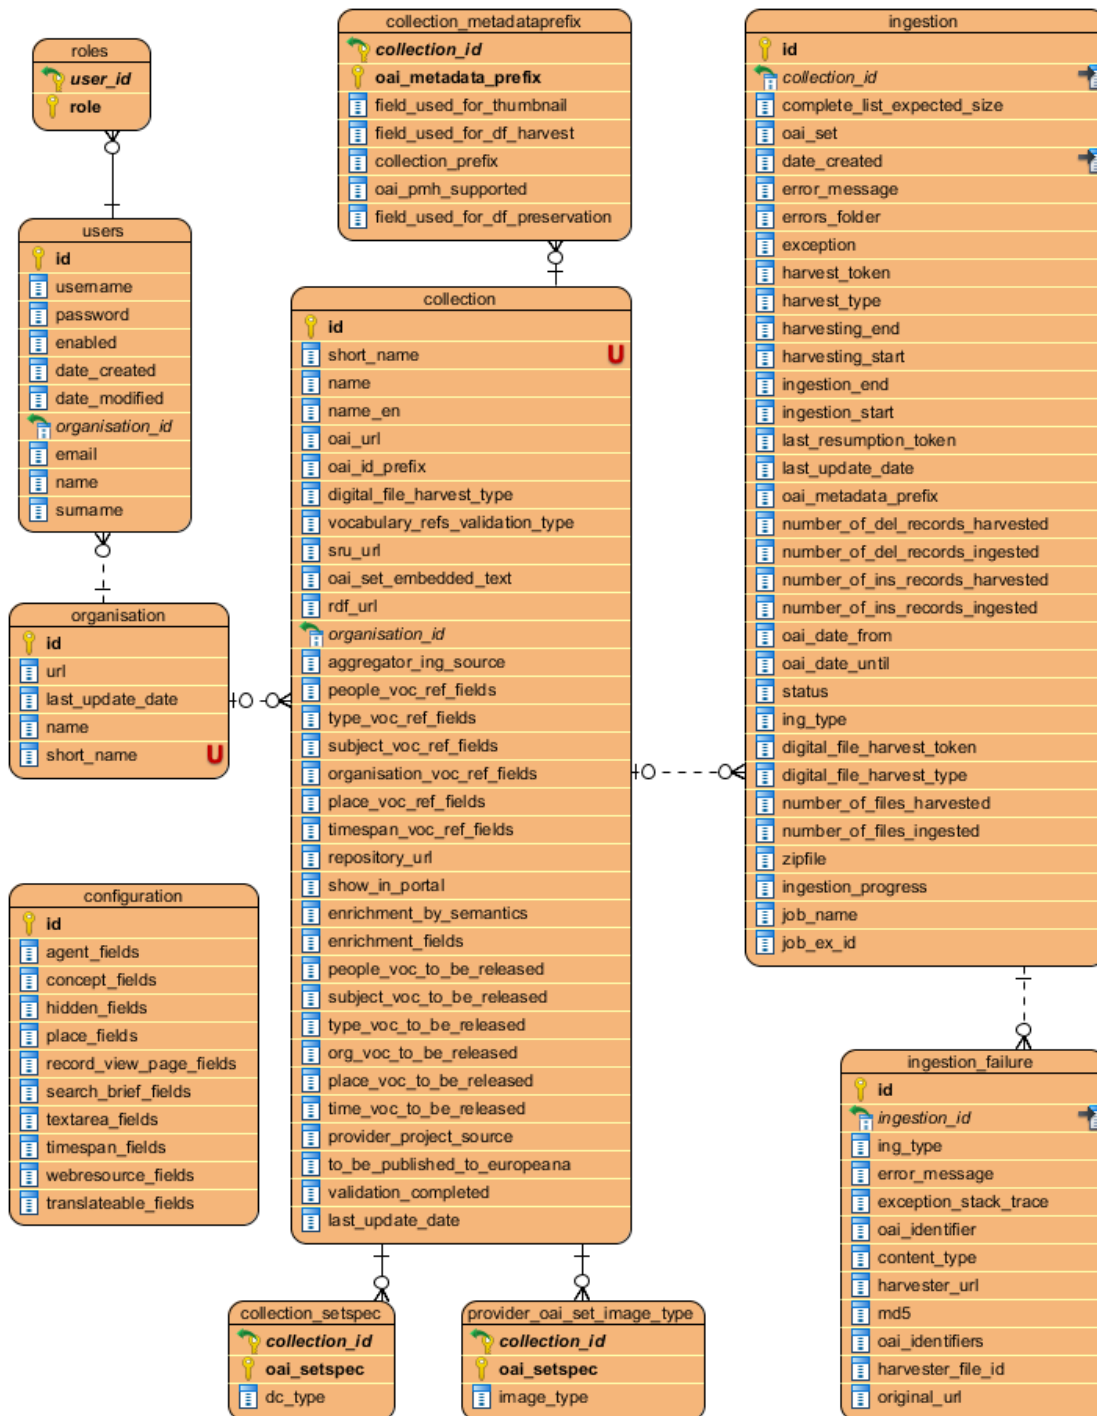 roles
user_id
role
users
id
username
password
enabled
date_created
date_modified
organisation_id
email
name
surname
organisation
id
url
last_update_date
name
short_name U
configuration
id
agent_fields
concept_fields
hidden_fields
place_fields
record_view_page_fields
search_brief_fields
textarea_fields
timespan_fields
webresource_fields
translateable_fields
collection_metadataprefix
collection_id
oai_metadata_prefix
field_used_for_thumbnail
field_used_for_df_harvest
collection_prefix
oai_pmh_supported
field_used_for_df_preservation
collection
id
short_name U
name
name_en
oai_url
oai_id_prefix
digital_file_harvest_type
vocabulary_refs_validation_type
sru_url
oai_set_embedded_text
rdf_url
organisation_id
aggregator_ing_source
people_voc_ref_fields
type_voc_ref_fields
subject_voc_ref_fields
organisation_voc_ref_fields
place_voc_ref_fields
timespan_voc_ref_fields
repository_url
show_in_portal
enrichment_by_semantics
enrichment_fields
people_voc_to_be_released
subject_voc_to_be_released
type_voc_to_be_released
org_voc_to_be_released
place_voc_to_be_released
time_voc_to_be_released
provider_project_source
to_be_published_to_europeana
validation_completed
last_update_date
collection_setspec
collection_id
oai_setspec
dc_type
provider_oai_set_image_type
collection_id
oai_setspec
image_type
ingestion
id
collection_id
complete_list_expected_size
oai_set
date_created
error_message
errors_folder
exception
harvest_token
harvest_type
harvesting_end
harvesting_start
ingestion_end
ingestion_start
last_resumption_token
last_update_date
oai_metadata_prefix
number_of_del_records_harvested
number_of_del_records_ingested
number_of_ins_records_harvested
number_of_ins_records_ingested
oai_date_from
oai_date_until
status
ing_type
digital_file_harvest_token
digital_file_harvest_type
number_of_files_harvested
number_of_files_ingested
zipfile
ingestion_progress
job_name
job_ex_id
ingestion_failure
id
ingestion_id
ing_type
error_message
exception_stack_trace
oai_identifier
content_type
harvester_url
md5
oai_identifiers
harvester_file_id
original_url